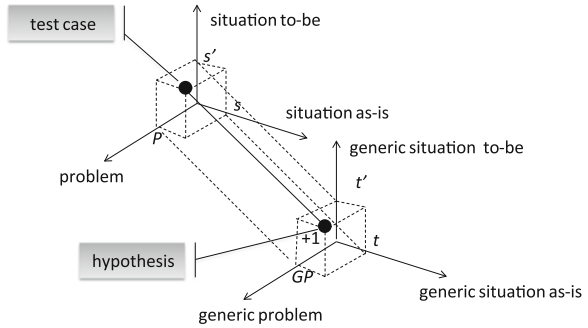 situation to-be
test case
s’
s
situation as-is
P
generic situation to-be
problem
t’
+1
t
hypothesis
GP
generic situation as-is
generic problem